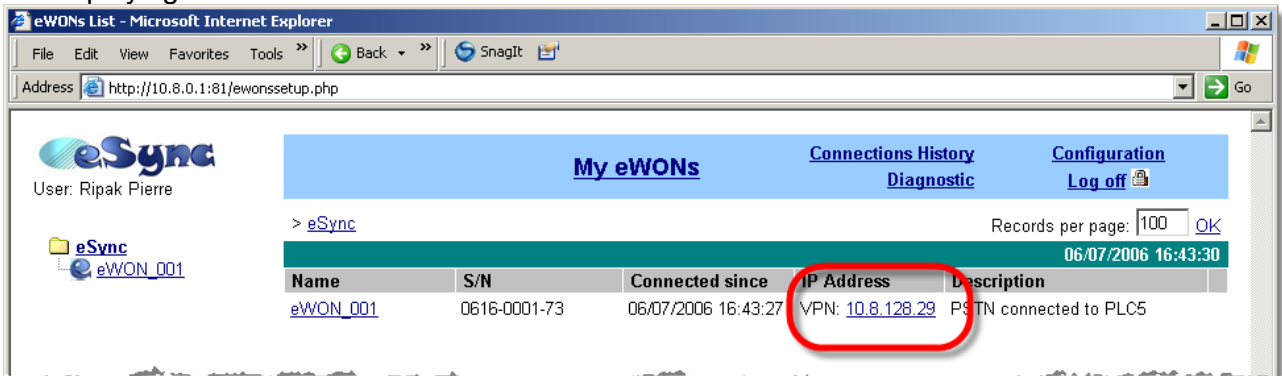 eWONs List - Microsoft Internet Explorer
File Edit View Favorites Tools » Back » SnagIt
Address http://10.8.0.1:81/ewonssetup.php Go
eSync
User: Ripak Pierre
My eWONs
Connections History Configuration
Diagnostic Log off
> eSync Records per page: 100 OK
eSync
eWON_001
06/07/2006 16:43:30
Name S/N Connected since IP Address Description
eWON_001 0616-0001-73 06/07/2006 16:43:27 VPN: 10.8.128.29 PSTN connected to PLC5